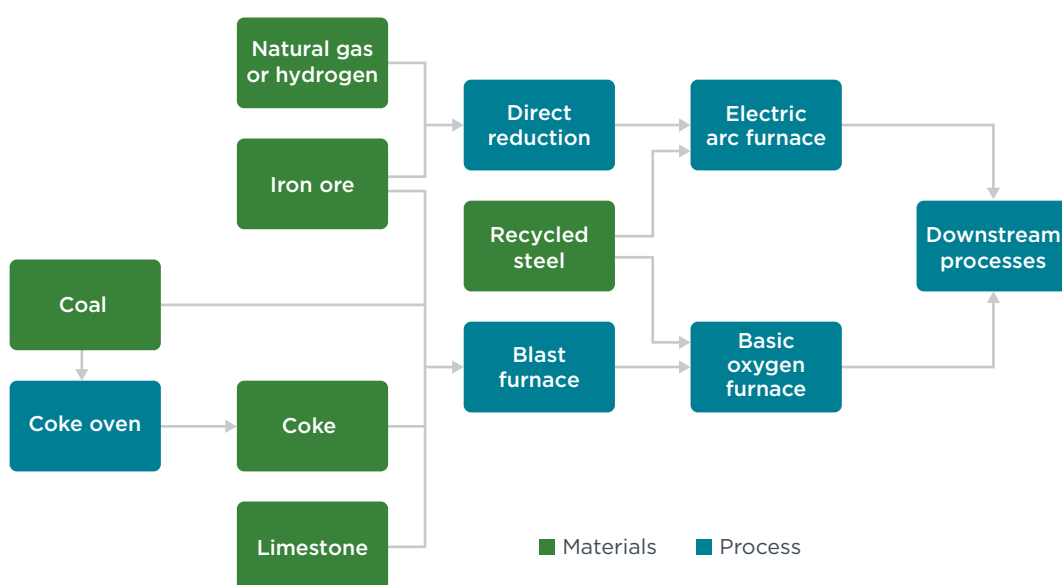 Natural gas
or hydrogen
Direct
reduction
Electric
arc furnace
Iron ore
Recycled
steel
Downstream
processes
Coal
Blast
furnace
Basic
oxygen
furnace
Coke oven
Coke
Limestone
Materials
Process